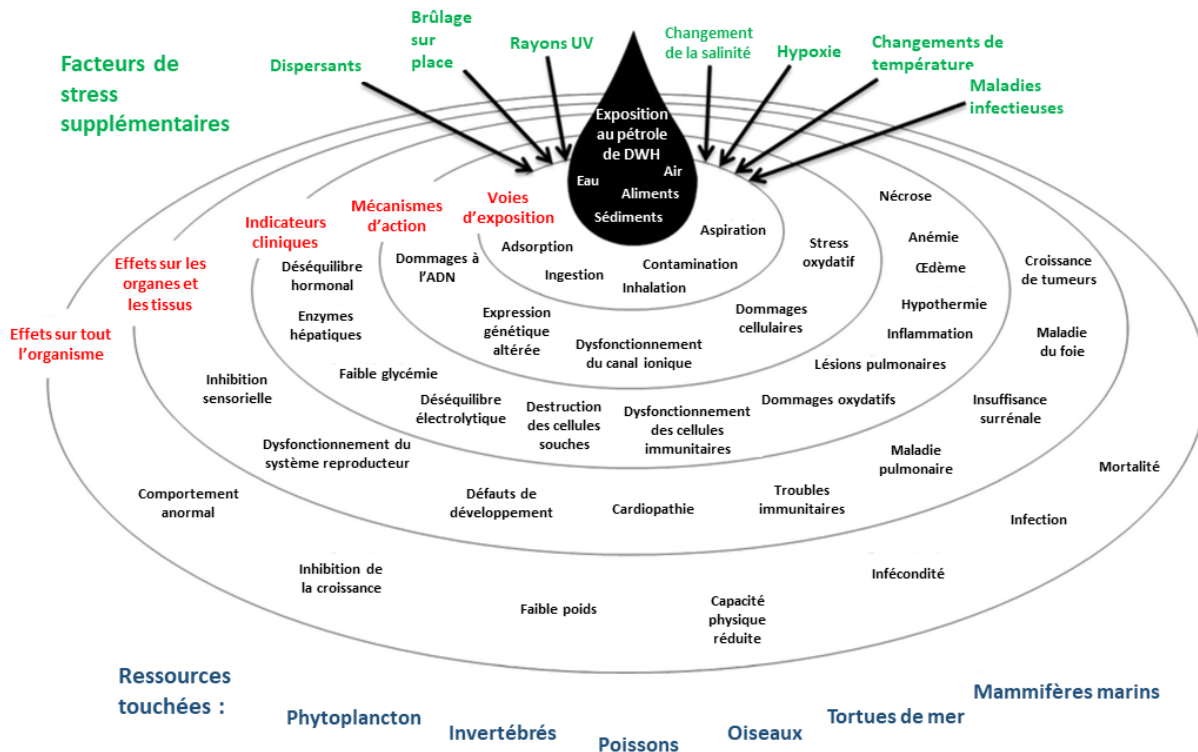 Facteurs de
stress
supplémentaires
Dispersants
Brûlage
sur
place
Rayons UV
Changement
de la salinité
Hypoxie
Changements de
température
Maladies
infectieuses
Exposition
au pétrole
de DWH
Air
Eau
Aliments
Sédiments
Voies
d’exposition
Adsorption
Ingestion
Inhalation
Contamination
Aspiration
Mécanismes
d’action
Dommages à
l’ADN
Expression
génétique
altérée
Dysfonctionnement
du canal ionique
Dommages
cellulaires
Stress
oxydatif
Indicateurs
cliniques
Déséquilibre
hormonal
Enzymes
hépatiques
Faible glycémie
Déséquilibre
électrolytique
Destruction
des cellules
souches
Dysfonctionnement
des cellules
immunitaires
Dommages oxydatifs
Lésions pulmonaires
Inflammation
Hypothermie
Œdème
Anémie
Nécrose
Effets sur les
organes et
les tissus
Inhibition
sensorielle
Dysfonctionnement du
système reproducteur
Défauts de
développement
Cardiopathie
Troubles
immunitaires
Maladie
pulmonaire
Insuffisance
surrénale
Maladie
du foie
Croissance
de tumeurs
Effets sur tout
l’organisme
Comportement
anormal
Inhibition de
la croissance
Faible poids
Capacité
physique
réduite
Infécondité
Infection
Mortalité
Ressources
touchées :
Phytoplancton
Invertébrés
Poissons
Oiseaux
Tortues de mer
Mammifères marins